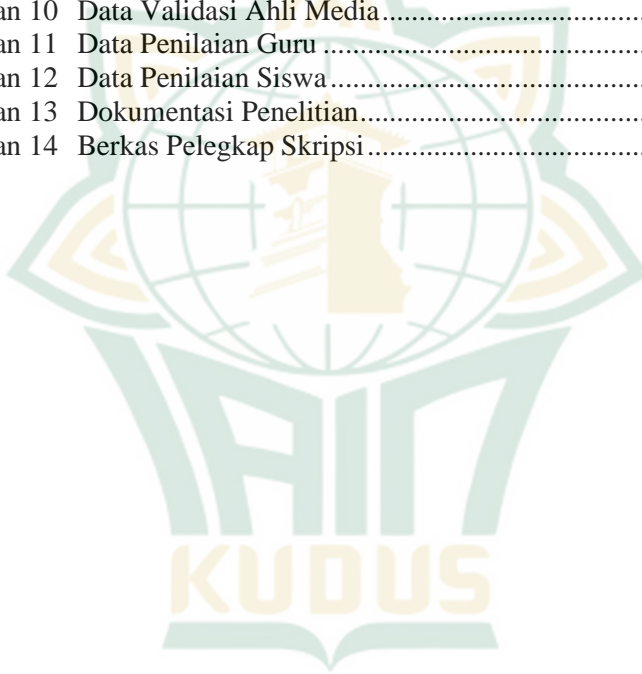 an 10 Data Validasi Ahli Media................................................
an 11 Data Penilaian Guru........................................................
an 12 Data Penilaian Siswa.......................................................
an 13 Dokumentasi Penelitian..................................................
an 14 Berkas Pelegkap Skripsi.................................................
IAIN
KUDUS